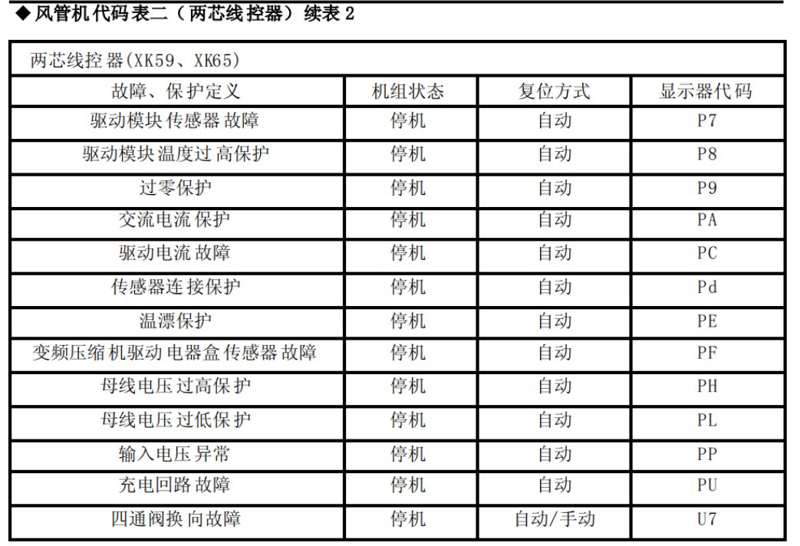 ◆风管机代码表二（两芯线控器）续表2
两芯线控器(XK59、XK65)
故障、保护定义 机组状态 复位方式 显示器代码
驱动模块传感器故障 停机 自动 P7
驱动模块温度过高保护 停机 自动 P8
过零保护 停机 自动 P9
交流电流保护 停机 自动 PA
驱动电流故障 停机 自动 PC
传感器连接保护 停机 自动 Pd
温漂保护 停机 自动 PE
变频压缩机驱动电器盒传感器故障 停机 自动 PF
母线电压过高保护 停机 自动 PH
母线电压过低保护 停机 自动 PL
输入电压异常 停机 自动 PP
充电回路故障 停机 自动 PU
四通阀换向故障 停机 自动/手动 U7